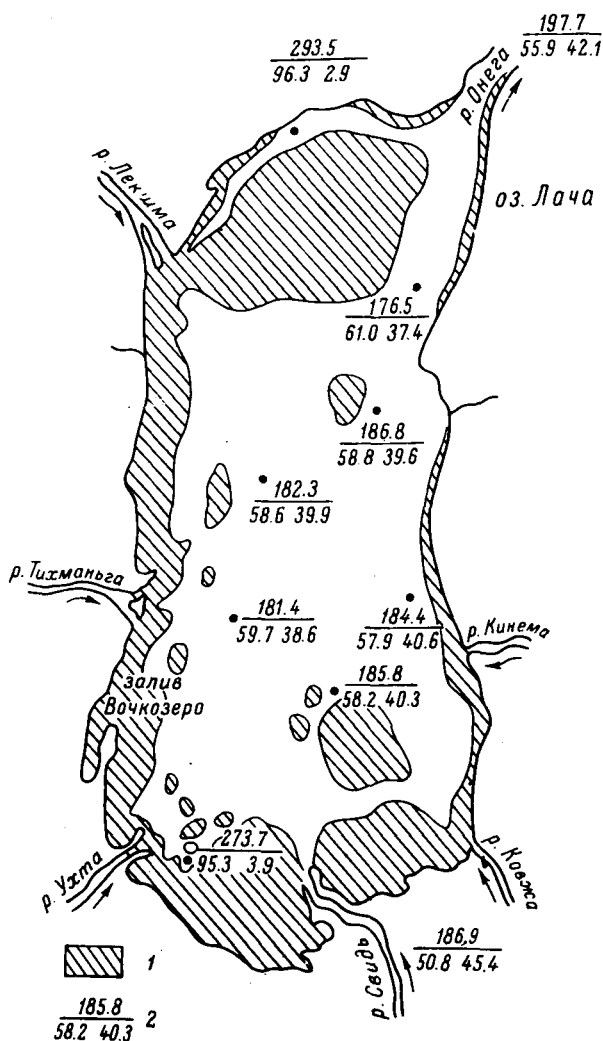 197.7
55.9 42.1
293.5
96.3 2.9
р. Онега
р. Лекшма
оз. Лача
176.5
61.0 37.4
186.8
58.8 39.6
182.3
58.6 39.9
р. Тихманьга
181.4
59.7 38.6
184.4
57.9 40.6
р. Кинема
залив
Вочкозеро
185.8
58.2 40.3
273.7
95.3 3.9
р. Ухта
р. Ковжа
р. Свидь
186,9
50.8 45.4
1
185.8
58.2 40.3 2